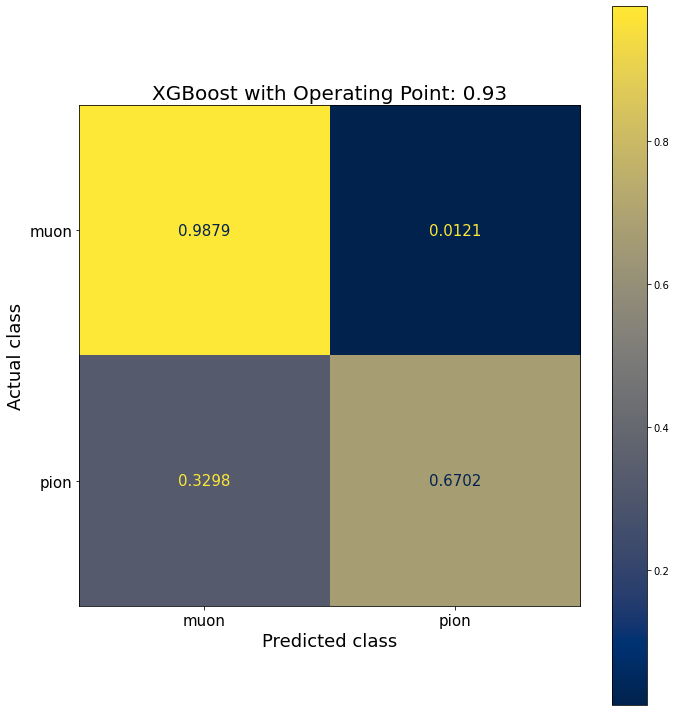 XGBoost with Operating Point: 0.93
muon
0.9879
0.0121
pion
0.3298
0.6702
muon
pion
Predicted class
Actual class
0.8
0.6
0.4
0.2